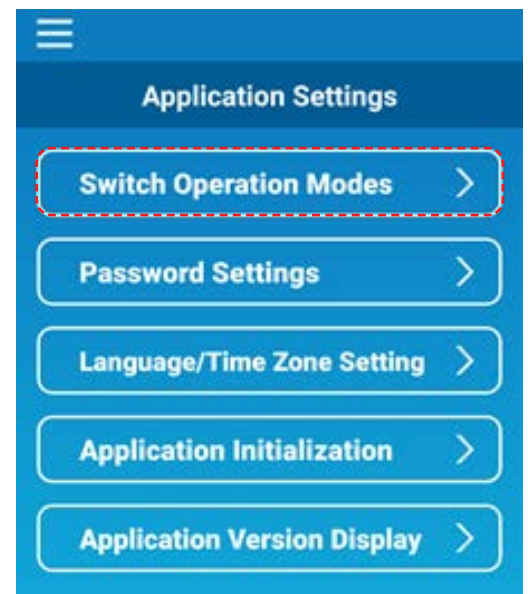 Application Settings
Switch Operation Modes
Password Settings
Language/Time Zone Setting
Application Initialization
Application Version Display